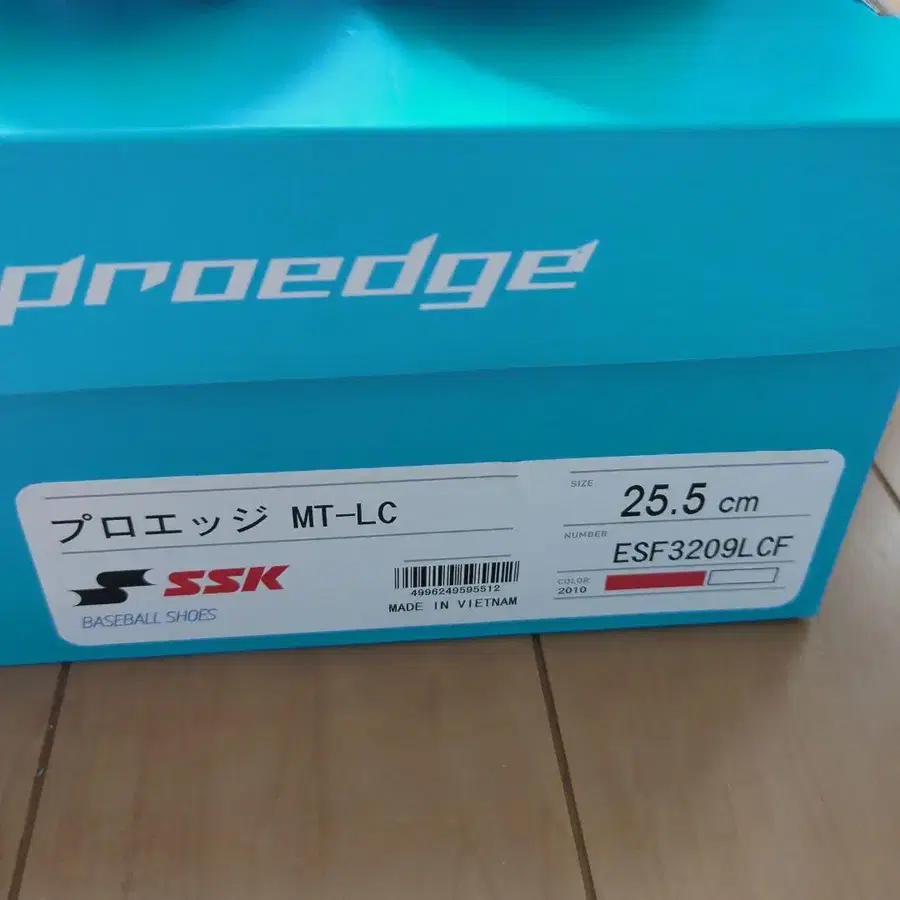 proedge
プロエッジ MT-LC
SSK
BASEBALL SHOES
4996249595512
MADE IN VIETNAM
SIZE
25.5 cm
NUMBER
ESF3209LCF
COLOR
2010